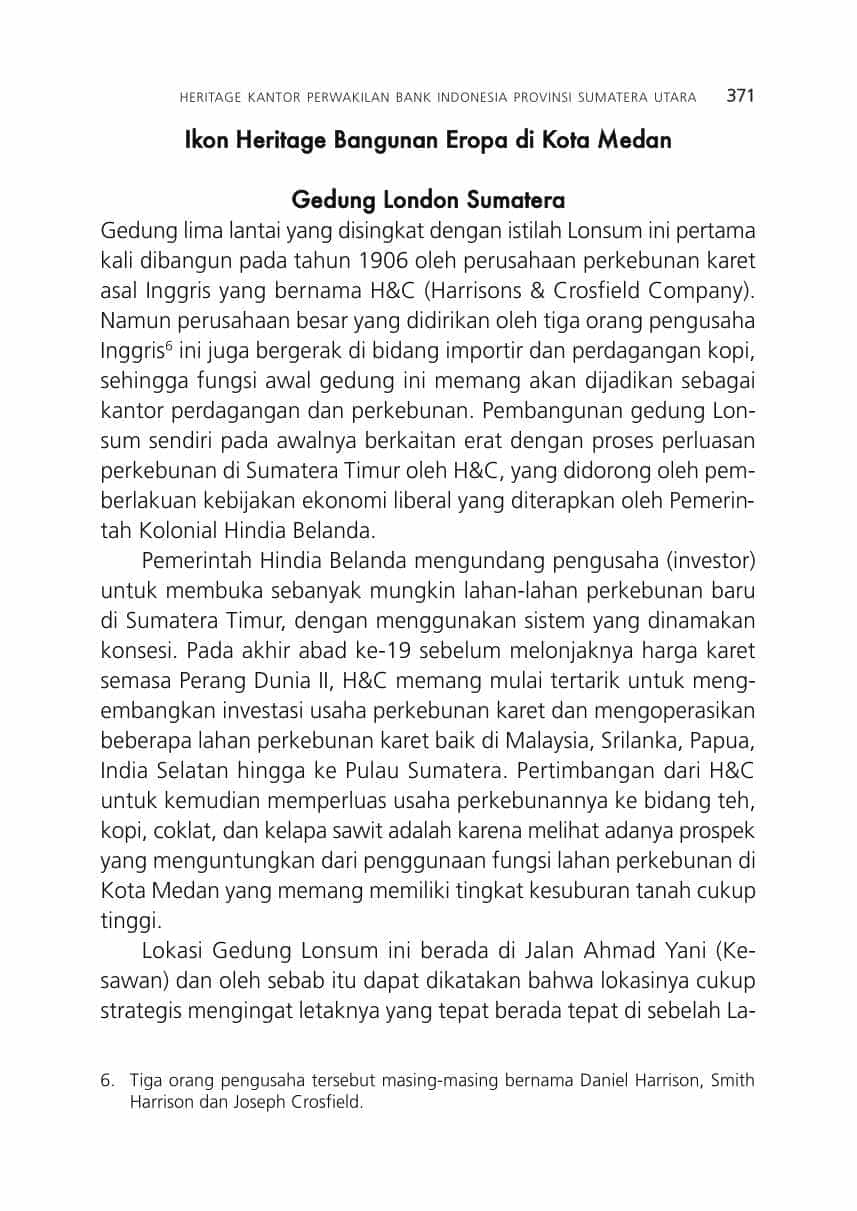 HERITAGE KANTOR PERWAKILAN BANK INDONESIA PROVINSI SUMATERA UTARA 371
Ikon Heritage Bangunan Eropa di Kota Medan
Gedung London Sumatera
Gedung lima lantai yang disingkat dengan istilah Lonsum ini pertama
kali dibangun pada tahun 1906 oleh perusahaan perkebunan karet
asal Inggris yang bernama H&C (Harrisons & Crosfield Company).
Namun perusahaan besar yang didirikan oleh tiga orang pengusaha
Inggris⁶ ini juga bergerak di bidang importir dan perdagangan kopi,
sehingga fungsi awal gedung ini memang akan dijadikan sebagai
kantor perdagangan dan perkebunan. Pembangunan gedung Lon-
sum sendiri pada awalnya berkaitan erat dengan proses perluasan
perkebunan di Sumatera Timur oleh H&C, yang didorong oleh pem-
berlakuan kebijakan ekonomi liberal yang diterapkan oleh Pemerin-
tah Kolonial Hindia Belanda.
Pemerintah Hindia Belanda mengundang pengusaha (investor)
untuk membuka sebanyak mungkin lahan-lahan perkebunan baru
di Sumatera Timur, dengan menggunakan sistem yang dinamakan
konsesi. Pada akhir abad ke-19 sebelum melonjaknya harga karet
semasa Perang Dunia II, H&C memang mulai tertarik untuk meng-
embangkan investasi usaha perkebunan karet dan mengoperasikan
beberapa lahan perkebunan karet baik di Malaysia, Srilanka, Papua,
India Selatan hingga ke Pulau Sumatera. Pertimbangan dari H&C
untuk kemudian memperluas usaha perkebunannya ke bidang teh,
kopi, coklat, dan kelapa sawit adalah karena melihat adanya prospek
yang menguntungkan dari penggunaan fungsi lahan perkebunan di
Kota Medan yang memang memiliki tingkat kesuburan tanah cukup
tinggi.
Lokasi Gedung Lonsum ini berada di Jalan Ahmad Yani (Ke-
sawan) dan oleh sebab itu dapat dikatakan bahwa lokasinya cukup
strategis mengingat letaknya yang tepat berada tepat di sebelah La-
6. Tiga orang pengusaha tersebut masing-masing bernama Daniel Harrison, Smith
Harrison dan Joseph Crosfield.